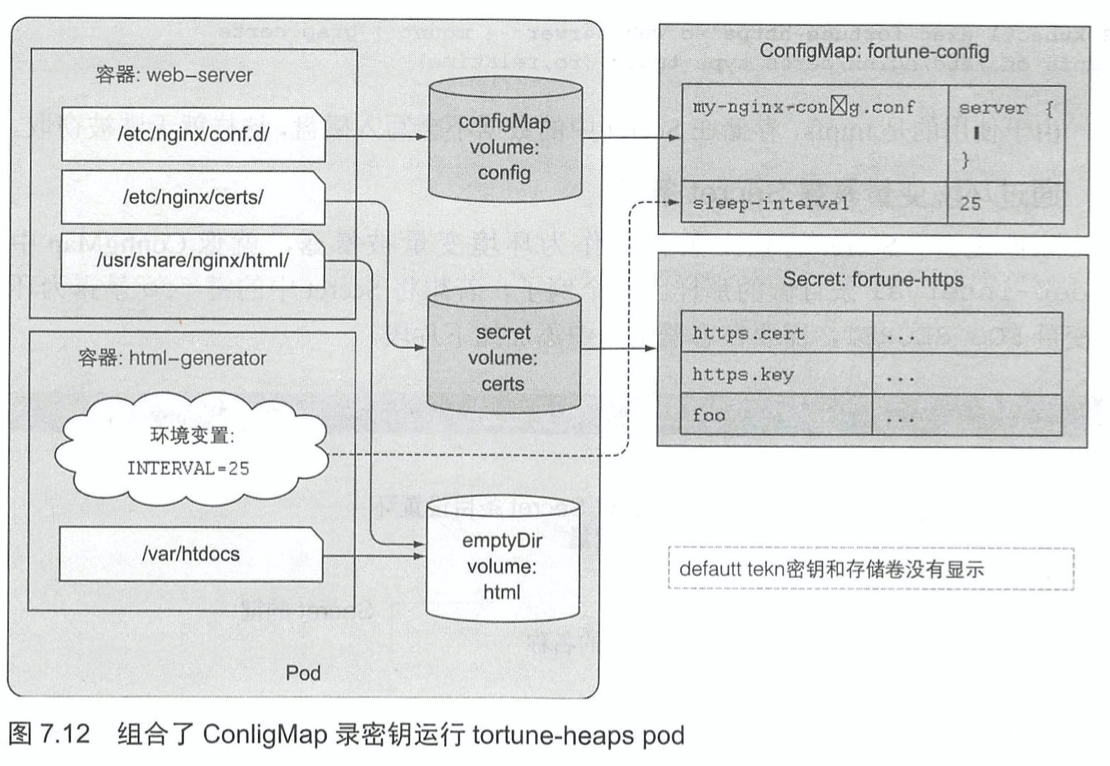 容器: web-server
/etc/nginx/conf.d/
/etc/nginx/certs/
/usr/share/nginx/html/
容器: html-generator
环境变置:
INTERVAL=25
/var/htdocs
configMap
volume:
config
secret
volume:
certs
emptyDir
volume:
html
Pod
ConfigMap: fortune-config
my-nginx-con☒g.conf
server {
}
sleep-interval
25
Secret: fortune-https
https.cert
...
https.key
...
foo
...
defautt tekn密钥和存储卷没有显示
图 7.12 组合了 ConligMap 录密钥运行 tortune-heaps pod